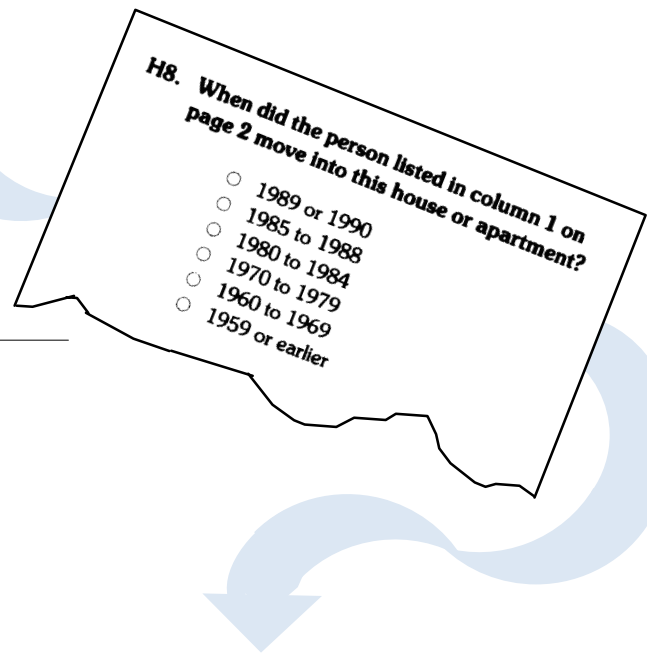 H8. When did the person listed in column 1 on
page 2 move into this house or apartment?
1989 or 1990
1985 to 1988
1980 to 1984
1970 to 1979
1960 to 1969
1959 or earlier